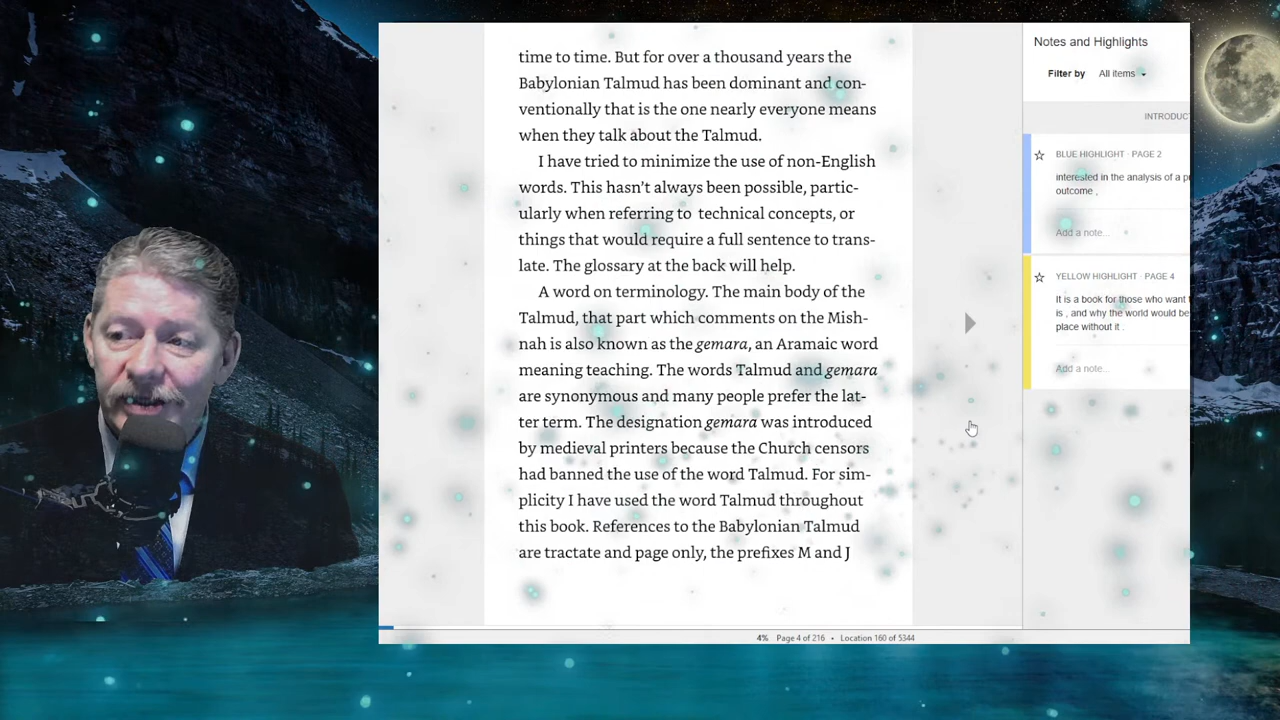 time to time. But for over a thousand years the
Babylonian Talmud has been dominant and con-
ventionally that is the one nearly everyone means
when they talk about the Talmud.
I have tried to minimize the use of non-English
words. This hasn't always been possible, partic-
ularly when referring to technical concepts, or
things that would require a full sentence to trans-
late. The glossary at the back will help.
A word on terminology. The main body of the
Talmud, that part which comments on the Mish-
nah is also known as the gemara, an Aramaic word
meaning teaching. The words Talmud and gemara
are synonymous and many people prefer the lat-
ter term. The designation gemara was introduced
by medieval printers because the Church censors
had banned the use of the word Talmud. For sim-
plicity I have used the word Talmud throughout
this book. References to the Babylonian Talmud
are tractate and page only, the prefixes M and J
4% Page 4 of 216 • Location 160 of 5344
Notes and Highlights
Filter by All items
INTRODUC
BLUE HIGHLIGHT · PAGE 2
interested in the analysis of a p
outcome ,
Add a note...
YELLOW HIGHLIGHT · PAGE 4
It is a book for those who want
is , and why the world would be
place without it .
Add a note...